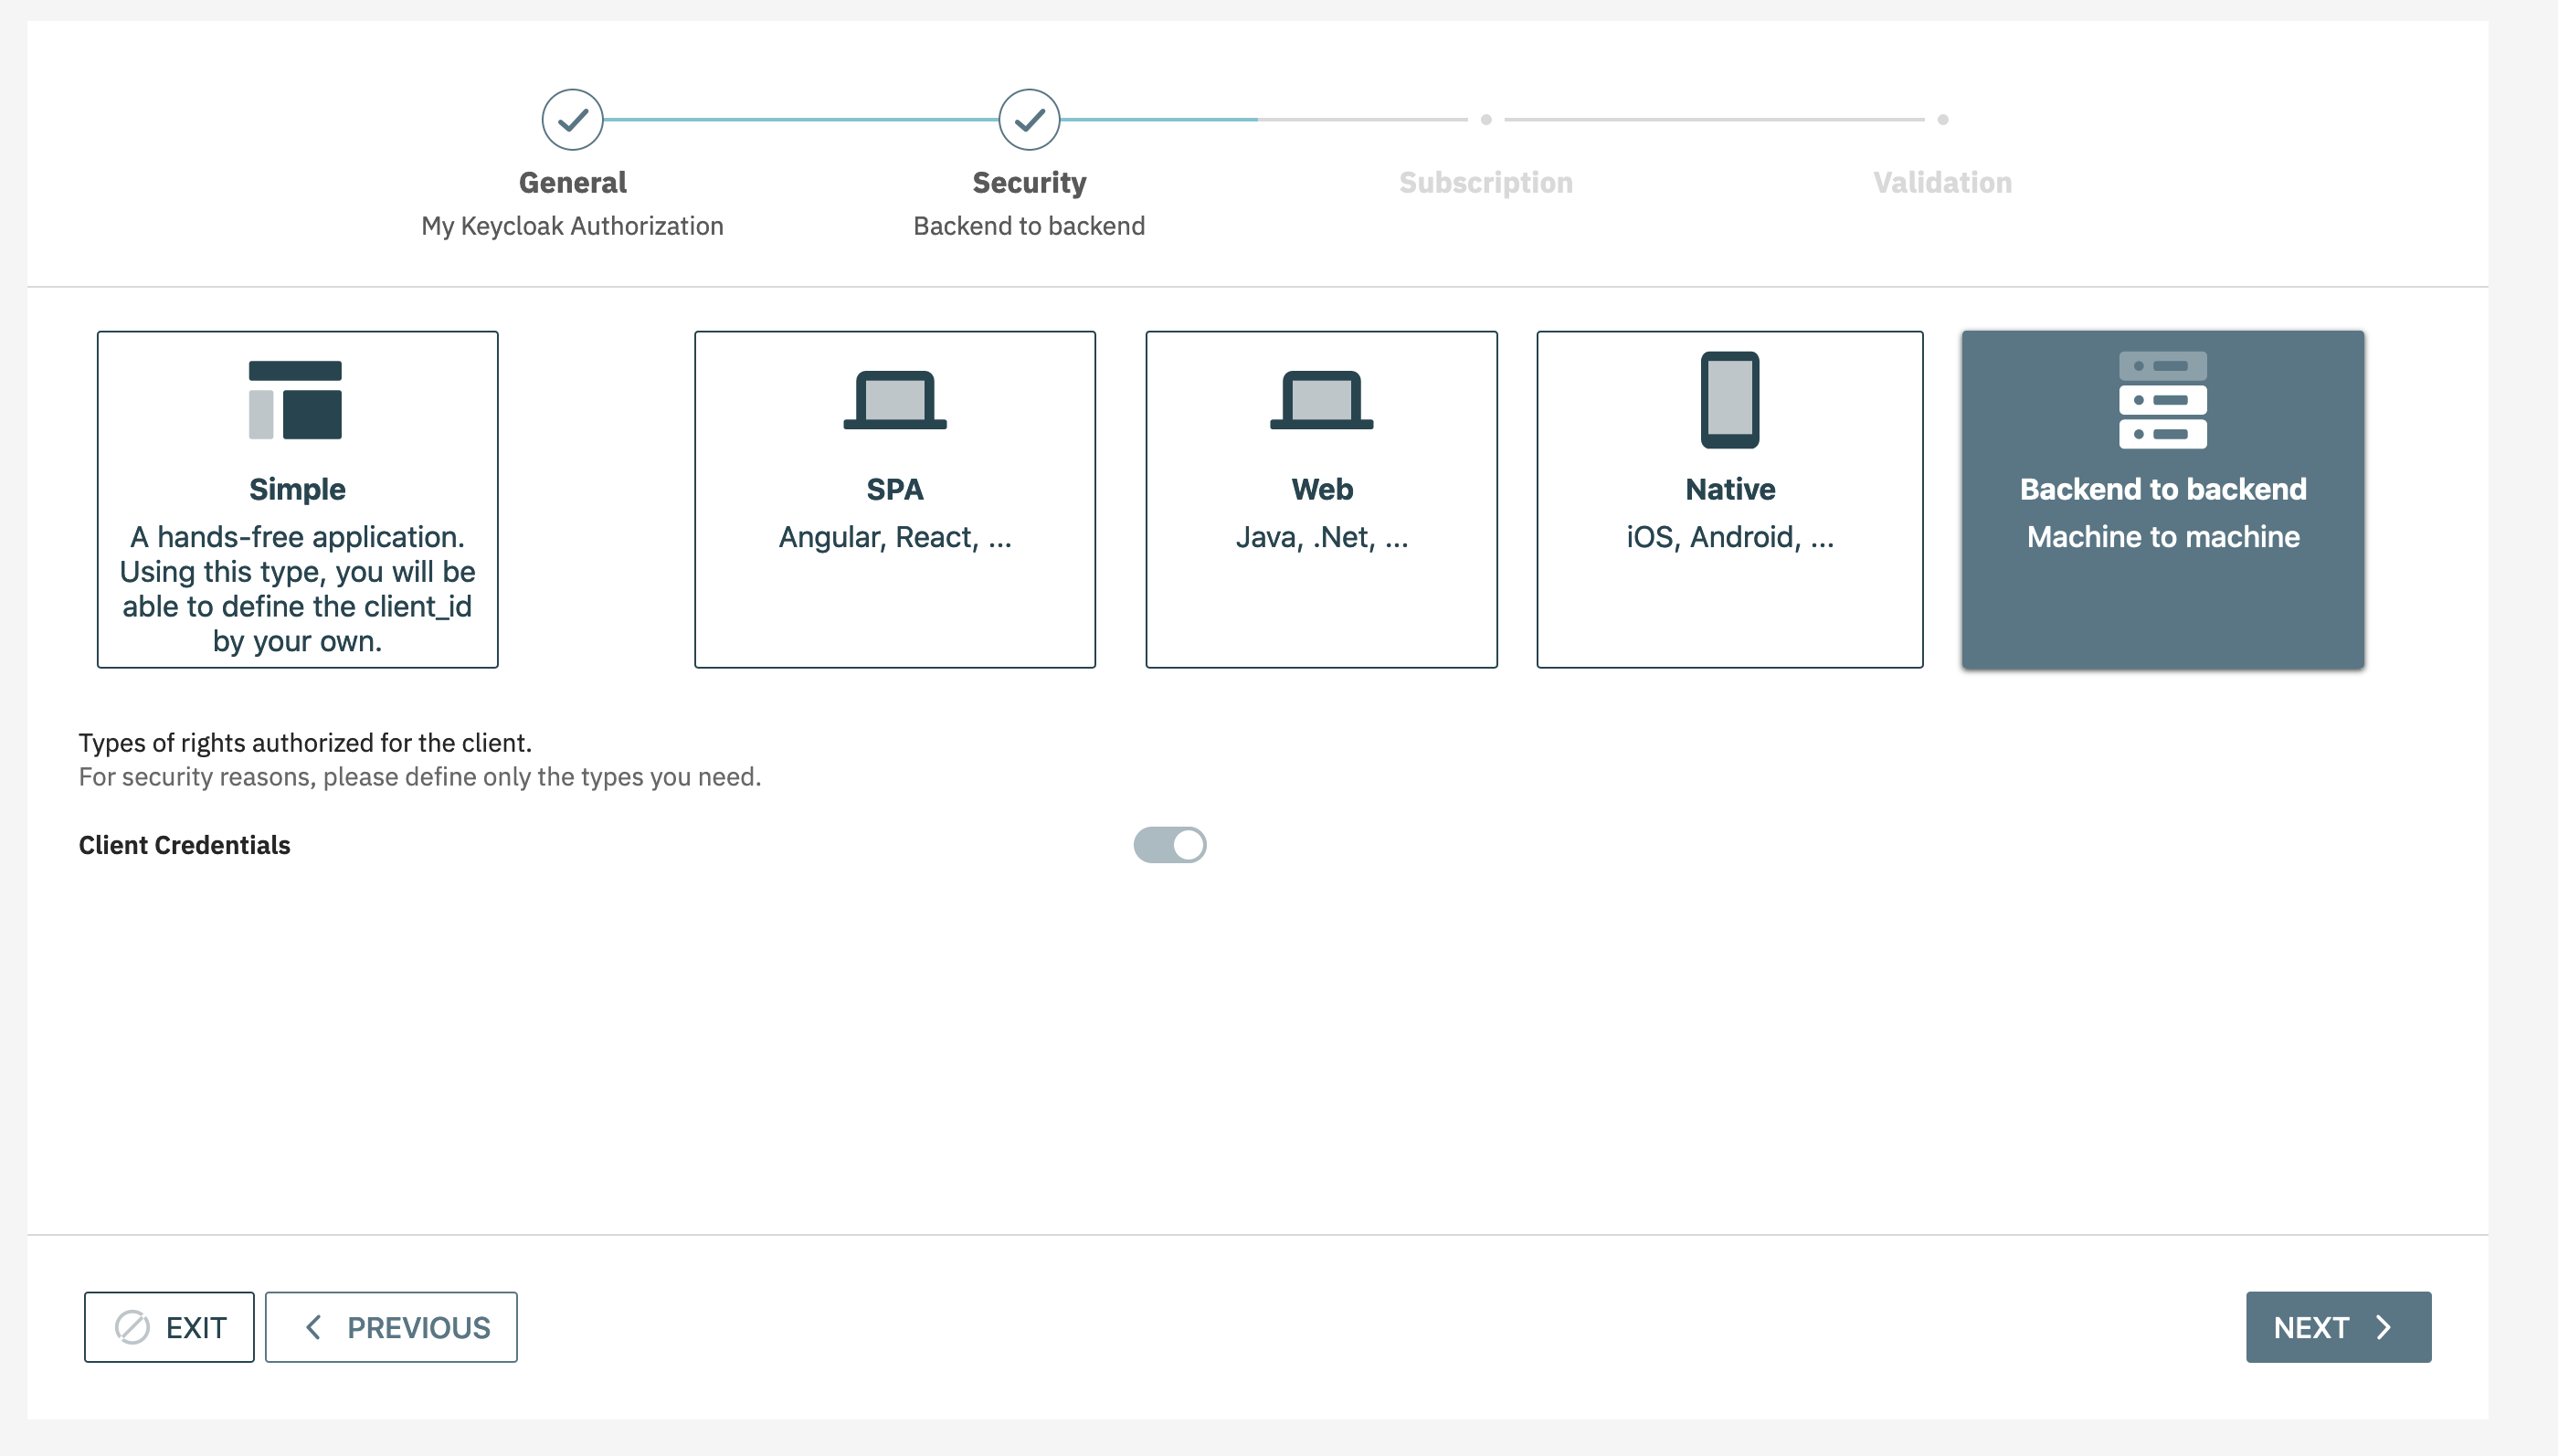 General
My Keycloak Authorization
Security
Backend to backend
Subscription
Validation
Simple
A hands-free application.
Using this type, you will be
able to define the client_id
by your own.
SPA
Angular, React, ...
Web
Java, .Net, ...
Native
iOS, Android, ...
Backend to backend
Machine to machine
Types of rights authorized for the client.
For security reasons, please define only the types you need.
Client Credentials
EXIT
PREVIOUS
NEXT